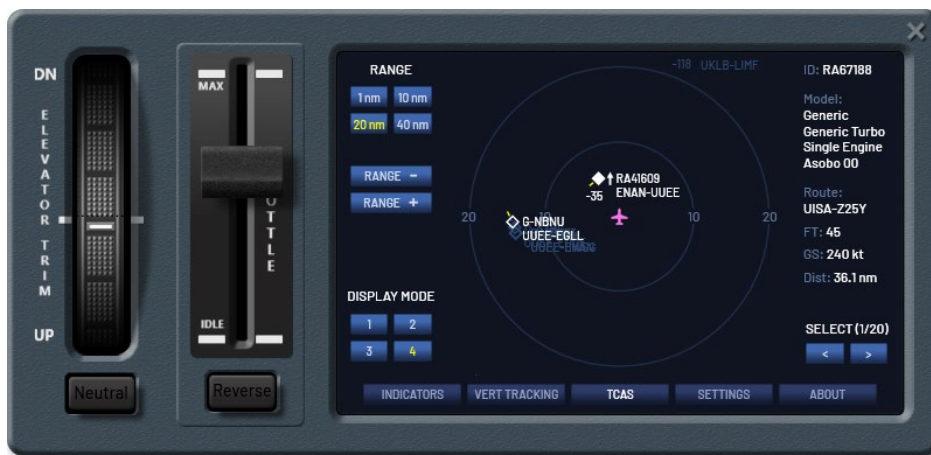 DN
ELEVATOR TRIM
UP
Neutral
MAX
IDLE
Reverse
RANGE
1 nm 10 nm
20 nm 40 nm
RANGE -
RANGE +
DISPLAY MODE
1 2
3 4
-118 UKLB-LIMF
RA41609
-35 ENAN-UUEE
20 10 10 20
G-NBNU
UUEE-EGLL
ID: RA67188
Model:
Generic
Generic Turbo
Single Engine
Asobo 00
Route:
UISA-Z25Y
FT: 45
GS: 240 kt
Dist: 36.1 nm
SELECT (1/20)
< >
INDICATORS VERT TRACKING TCAS SETTINGS ABOUT